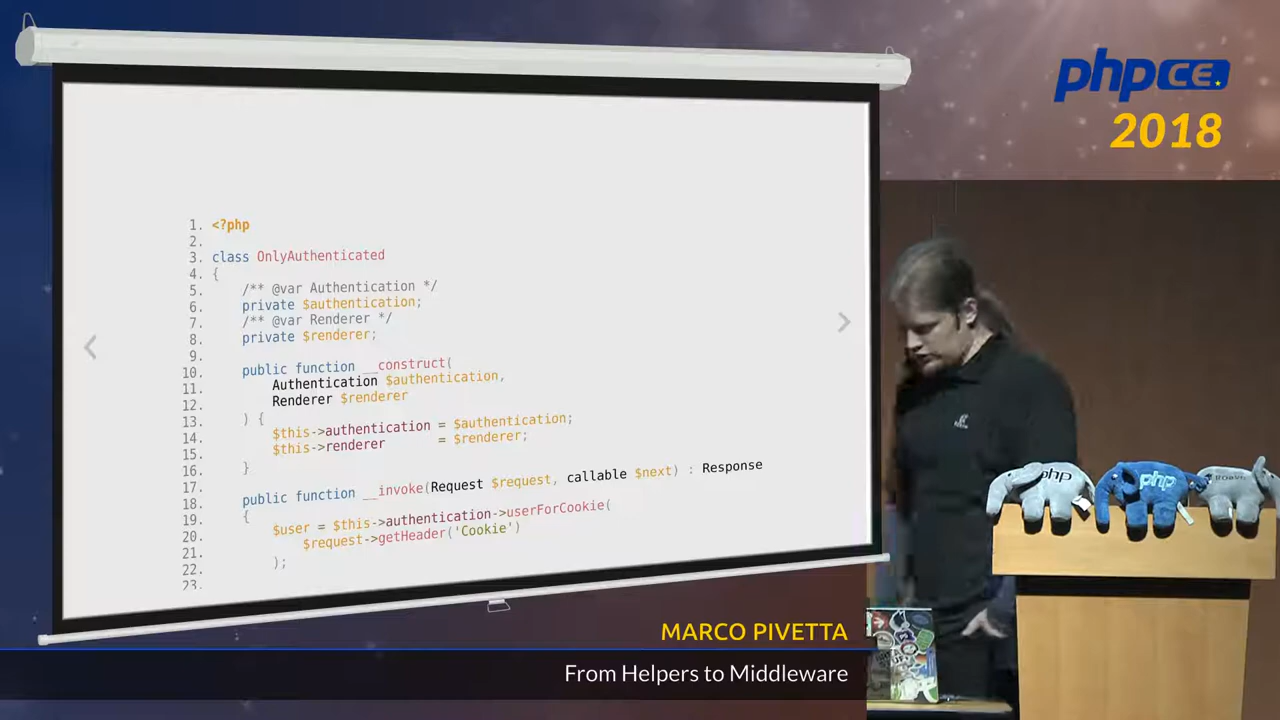 phpCE.
2018
1. <?php
2.
3. class OnlyAuthenticated
4. {
5.     /** @var Authentication */
6.     private $authentication;
7.     /** @var Renderer */
8.     private $renderer;
9.
10.     public function __construct(
11.         Authentication $authentication,
12.         Renderer $renderer
13.     ) {
14.         $this->authentication = $authentication;
15.         $this->renderer       = $renderer;
16.     }
17.
18.     public function __invoke(Request $request, callable $next) : Response
19.     {
20.         $user = $this->authentication->userForCookie(
21.             $request->getHeader('Cookie')
22.         );
23.
php
php
MARCO PIVETTA
From Helpers to Middleware